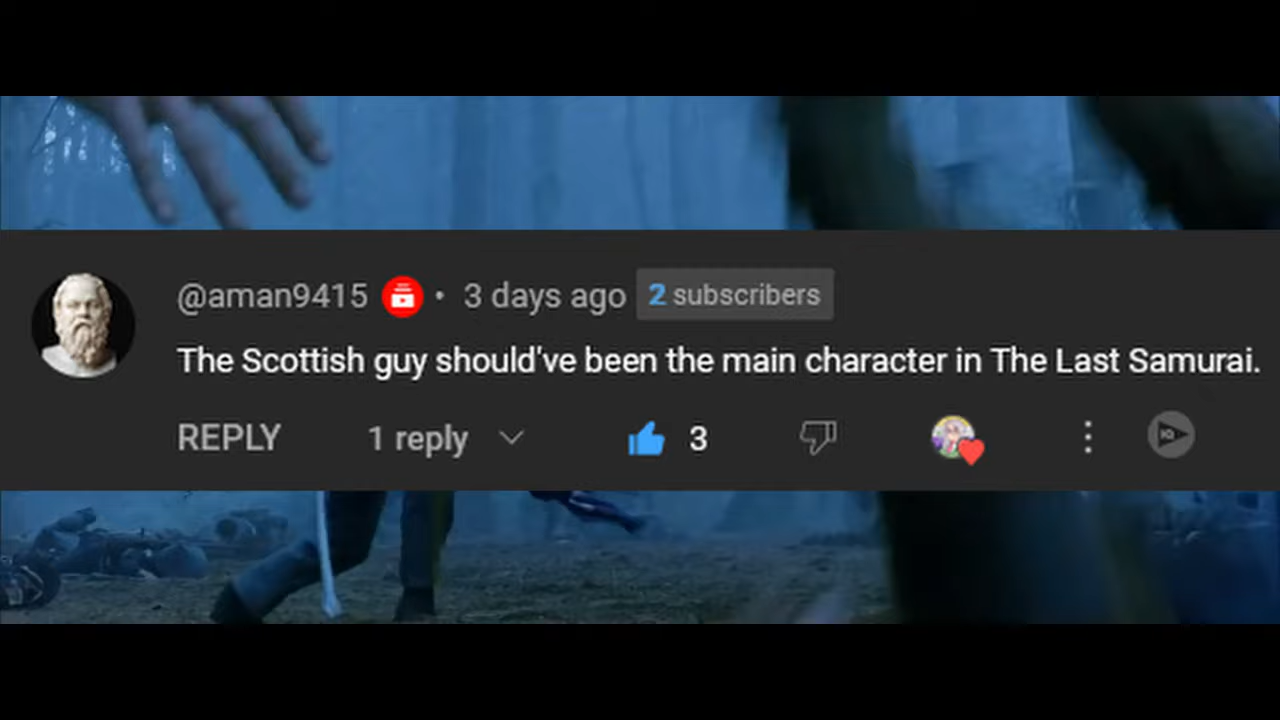 @aman9415 • 3 days ago 2 subscribers
The Scottish guy should've been the main character in The Last Samurai.
REPLY 1 reply 3
IQ